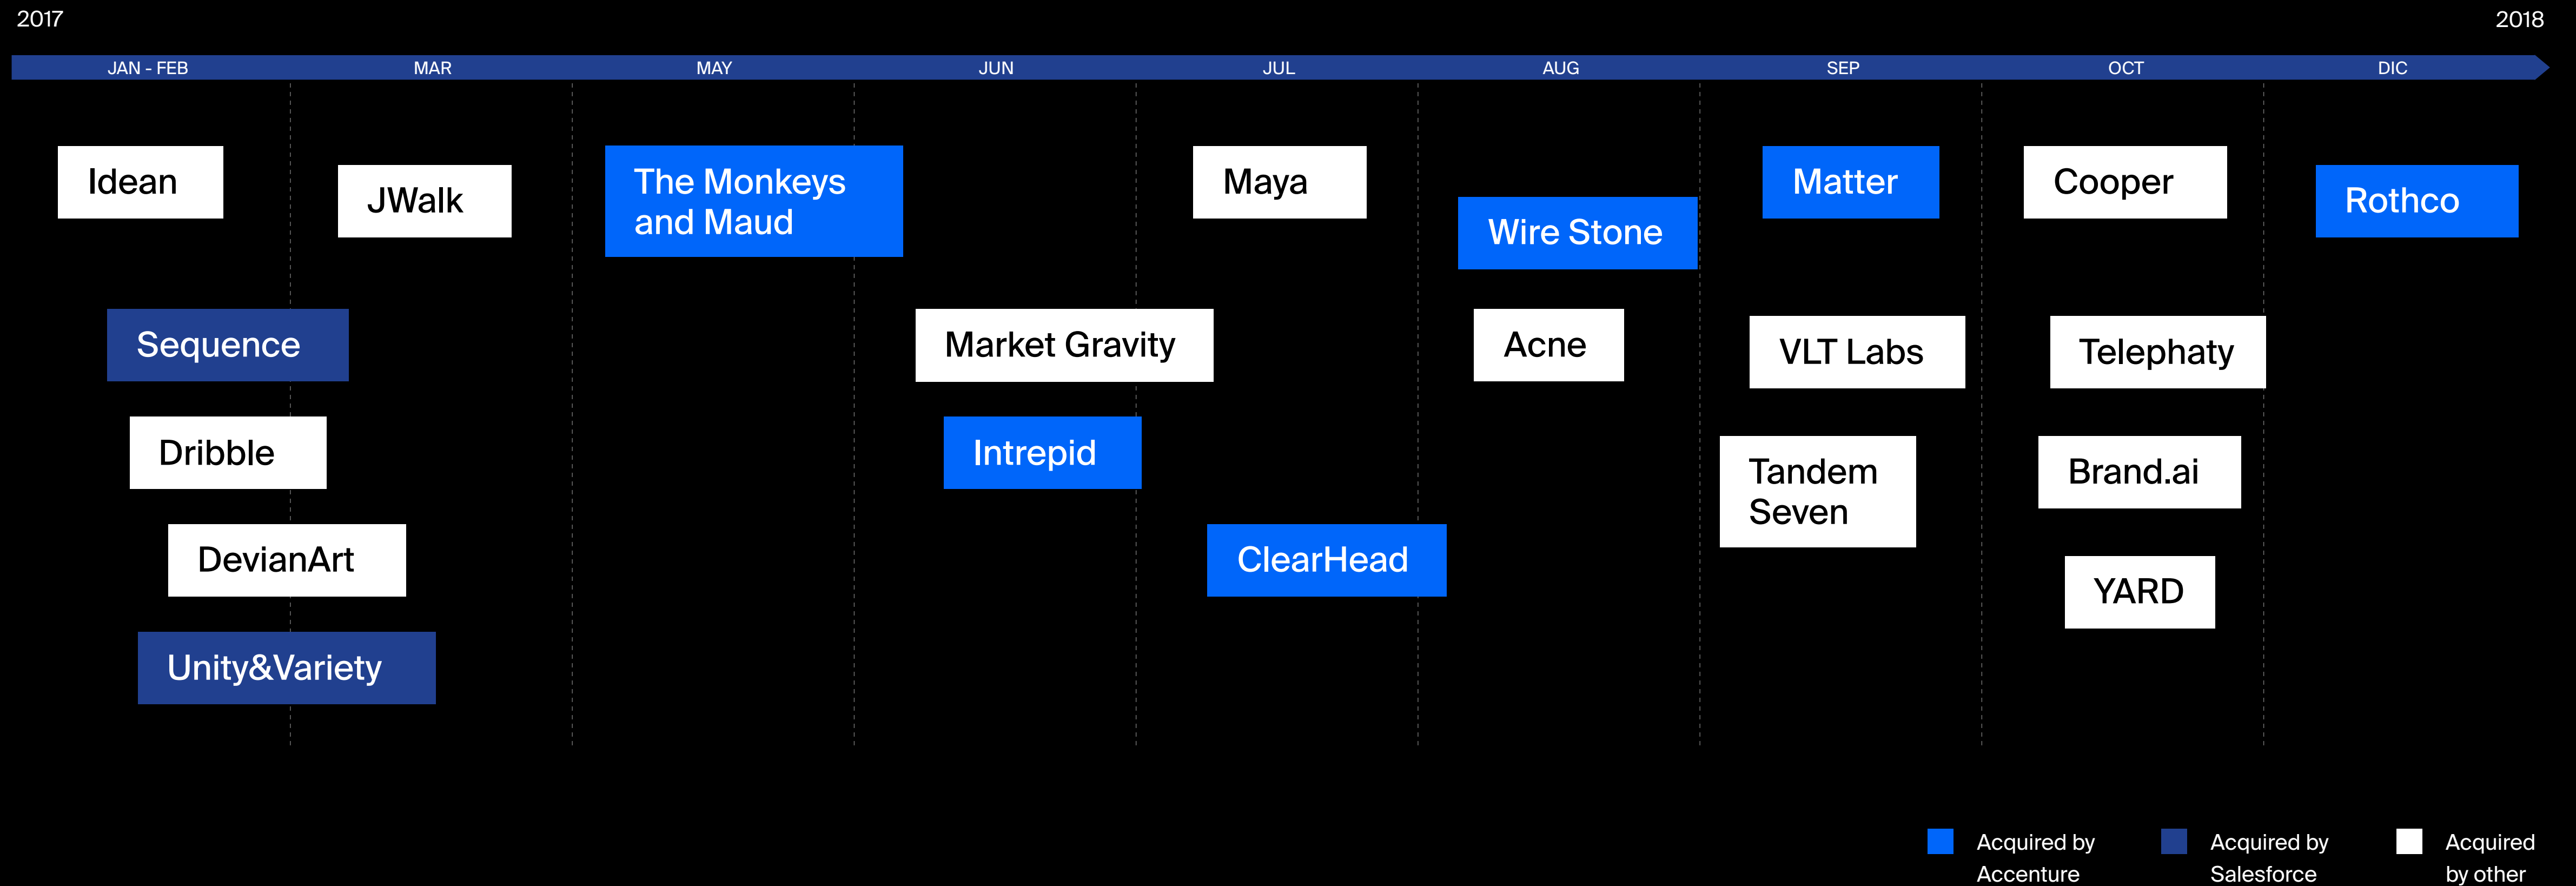 2017
2018
JAN - FEB
MAR
MAY
JUN
JUL
AUG
SEP
OCT
DIC
Idean
JWalk
The Monkeys
and Maud
Maya
Wire Stone
Matter
Cooper
Rothco
Sequence
Market Gravity
Acne
VLT Labs
Telephaty
Dribble
Intrepid
Tandem
Seven
Brand.ai
DevianArt
ClearHead
YARD
Unity&Variety
Acquired by
Accenture
Acquired by
Salesforce
Acquired
by other